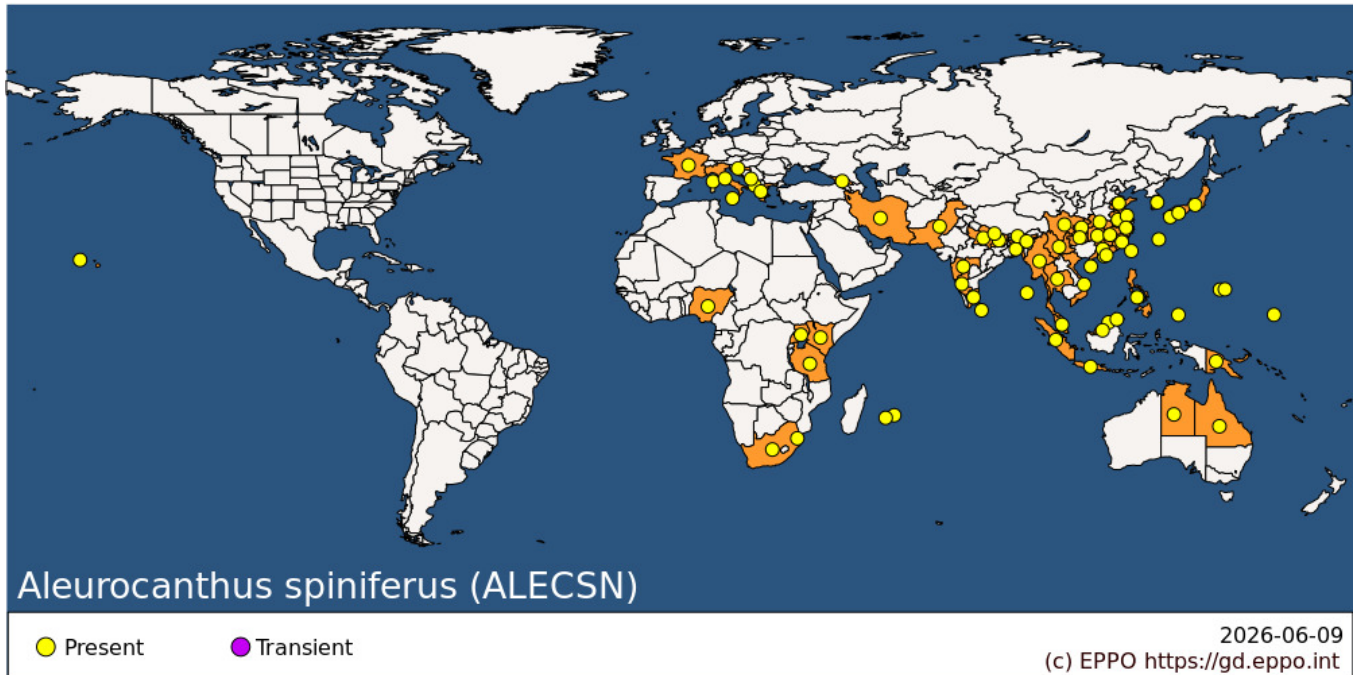 Aleurocanthus spiniferus (ALECSN)
Present
Transient
2026-06-09
(c) EPPO https://gd.eppo.int